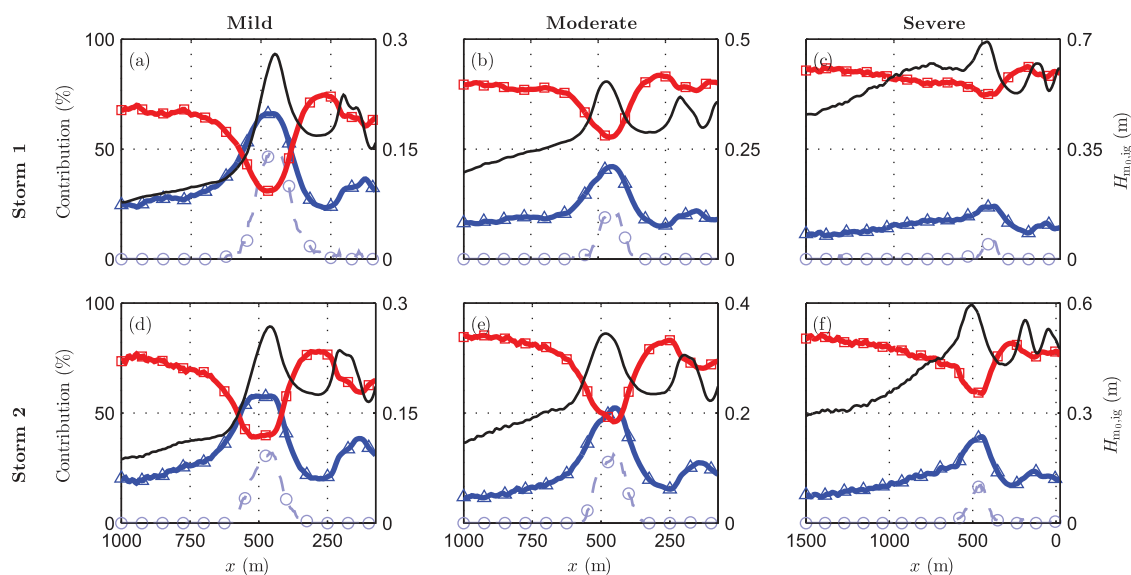 Mild
Moderate
Severe
Storm 1
Contribution (%)
100
50
0
(a)
0.3
0.15
0
(b)
0.5
0.25
0
(c)
0.7
0.35
0
Hm0,ig (m)
Storm 2
Contribution (%)
100
50
0
(d)
0.3
0.15
0
1000 750 500 250
x (m)
(e)
0.4
0.2
0
1000 750 500 250
x (m)
(f)
0.6
0.3
0
1500 1000 500 0
x (m)
Hm0,ig (m)